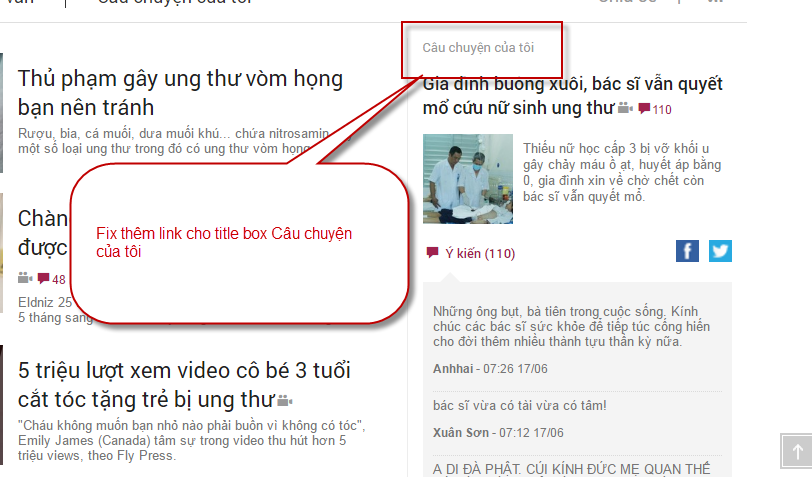 Câu chuyện của tôi
Thủ phạm gây ung thư vòm họng
bạn nên tránh
Rượu, bia, cá muối, dưa muối khú... chứa nitrosamin
một số loại ung thư trong đó có ung thư vòm họng
Chàn
được
48
Eldniz 25
5 tháng sang
5 triệu lượt xem video cô bé 3 tuổi
cắt tóc tặng trẻ bị ung thư
"Cháu không muốn bạn nhỏ nào phải buồn vì không có tóc",
Emily James (Canada) tâm sự trong video thu hút hơn 5
triệu views, theo Fly Press.
Fix thêm link cho title box Câu chuyện
của tôi
Câu chuyện của tôi
Gia đình buông xuôi, bác sĩ vẫn quyết
mổ cứu nữ sinh ung thư 110
Thiếu nữ học cấp 3 bị vỡ khối u
gây chảy máu ồ ạt, huyết áp bằng
0, gia đình xin về chờ chết còn
bác sĩ vẫn quyết mổ.
Ý kiến (110)
Những ông bụt, bà tiên trong cuộc sống. Kính
chúc các bác sĩ sức khỏe để tiếp túc cống hiến
cho đời thêm nhiều thành tựu thần kỳ nữa.
Anhhai - 07:26 17/06
bác sĩ vừa có tài vừa có tâm!
Xuân Sơn - 07:12 17/06
A DI ĐÀ PHẬT. CÚI KÍNH ĐỨC MẸ QUAN THẾ